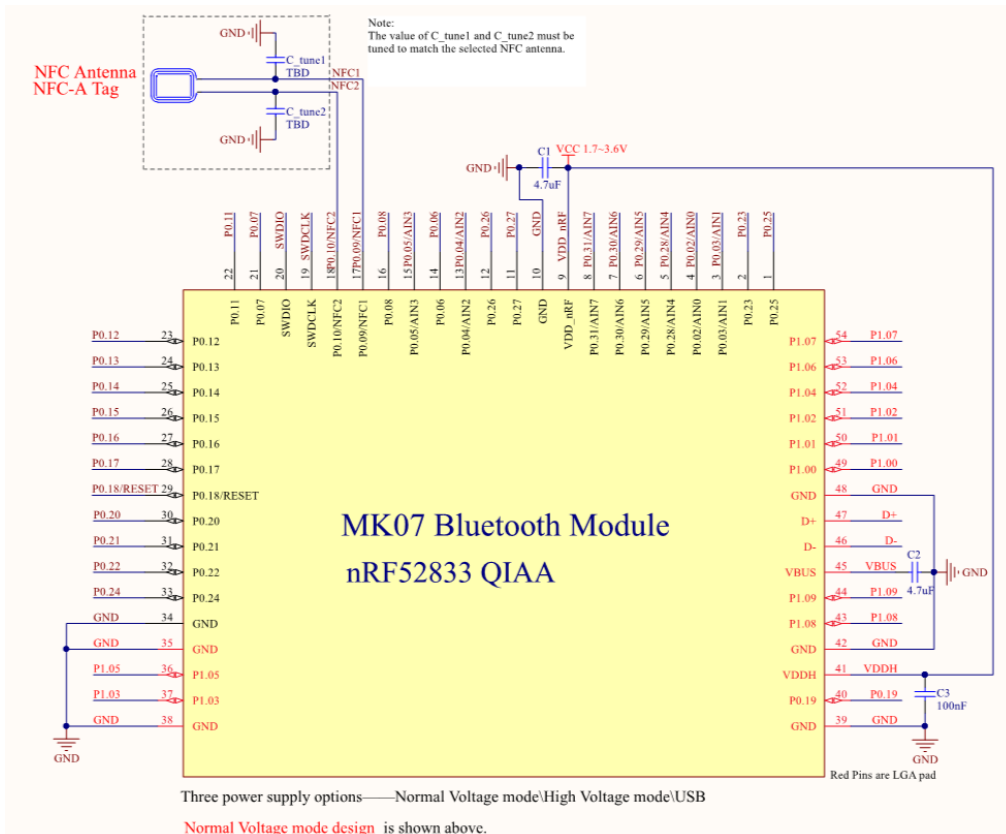 Note:
The value of C_tune1 and C_tune2 must be
tuned to match the selected NFC antenna.
GND
C_tune1
TBD
NFC Antenna
NFC-A Tag
NFC1
NFC2
C_tune2
TBD
GND
C1
VCC 1.7~3.6V
GND
4.7uF
P0.11
P0.07
SWDIO
SWDCLK
P0.10/NFC2
P0.09/NFC1
P0.08
P0.05/AIN3
P0.06
P0.04/AIN2
P0.26
P0.27
GND
VDD_nRF
P0.31/AIN7
P0.30/AIN6
P0.29/AIN5
P0.28/AIN4
P0.02/AIN0
P0.03/AIN1
P0.23
P0.25
22
21
20
19
18
17
16
15
14
13
12
11
10
9
8
7
6
5
4
3
2
1
P0.11
P0.07
SWDIO
SWDCLK
P0.10/NFC2
P0.09/NFC1
P0.08
P0.05/AIN3
P0.06
P0.04/AIN2
P0.26
P0.27
GND
VDD_nRF
P0.31/AIN7
P0.30/AIN6
P0.29/AIN5
P0.28/AIN4
P0.02/AIN0
P0.03/AIN1
P0.23
P0.25
P0.12 23 P0.12
P0.13 24 P0.13
P0.14 25 P0.14
P0.15 26 P0.15
P0.16 27 P0.16
P0.17 28 P0.17
P0.18/RESET 29 P0.18/RESET
P0.20 30 P0.20
P0.21 31 P0.21
P0.22 32 P0.22
P0.24 33 P0.24
GND 34 GND
GND 35 GND
P1.05 36 P1.05
P1.03 37 P1.03
GND 38 GND
GND
MK07 Bluetooth Module
nRF52833 QIAA
P1.07 54 P1.07
P1.06 53 P1.06
P1.04 52 P1.04
P1.02 51 P1.02
P1.01 50 P1.01
P1.00 49 P1.00
GND 48 GND
D+ 47 D+
D- 46 D-
VBUS 45 VBUS
C2
4.7uF
GND
P1.09 44 P1.09
P1.08 43 P1.08
GND 42 GND
VDDH 41 VDDH
P0.19 40 P0.19
C3
100nF
GND 39 GND
GND
Red Pins are LGA pad
Three power supply options——Normal Voltage mode\High Voltage mode\USB
Normal Voltage mode design is shown above.